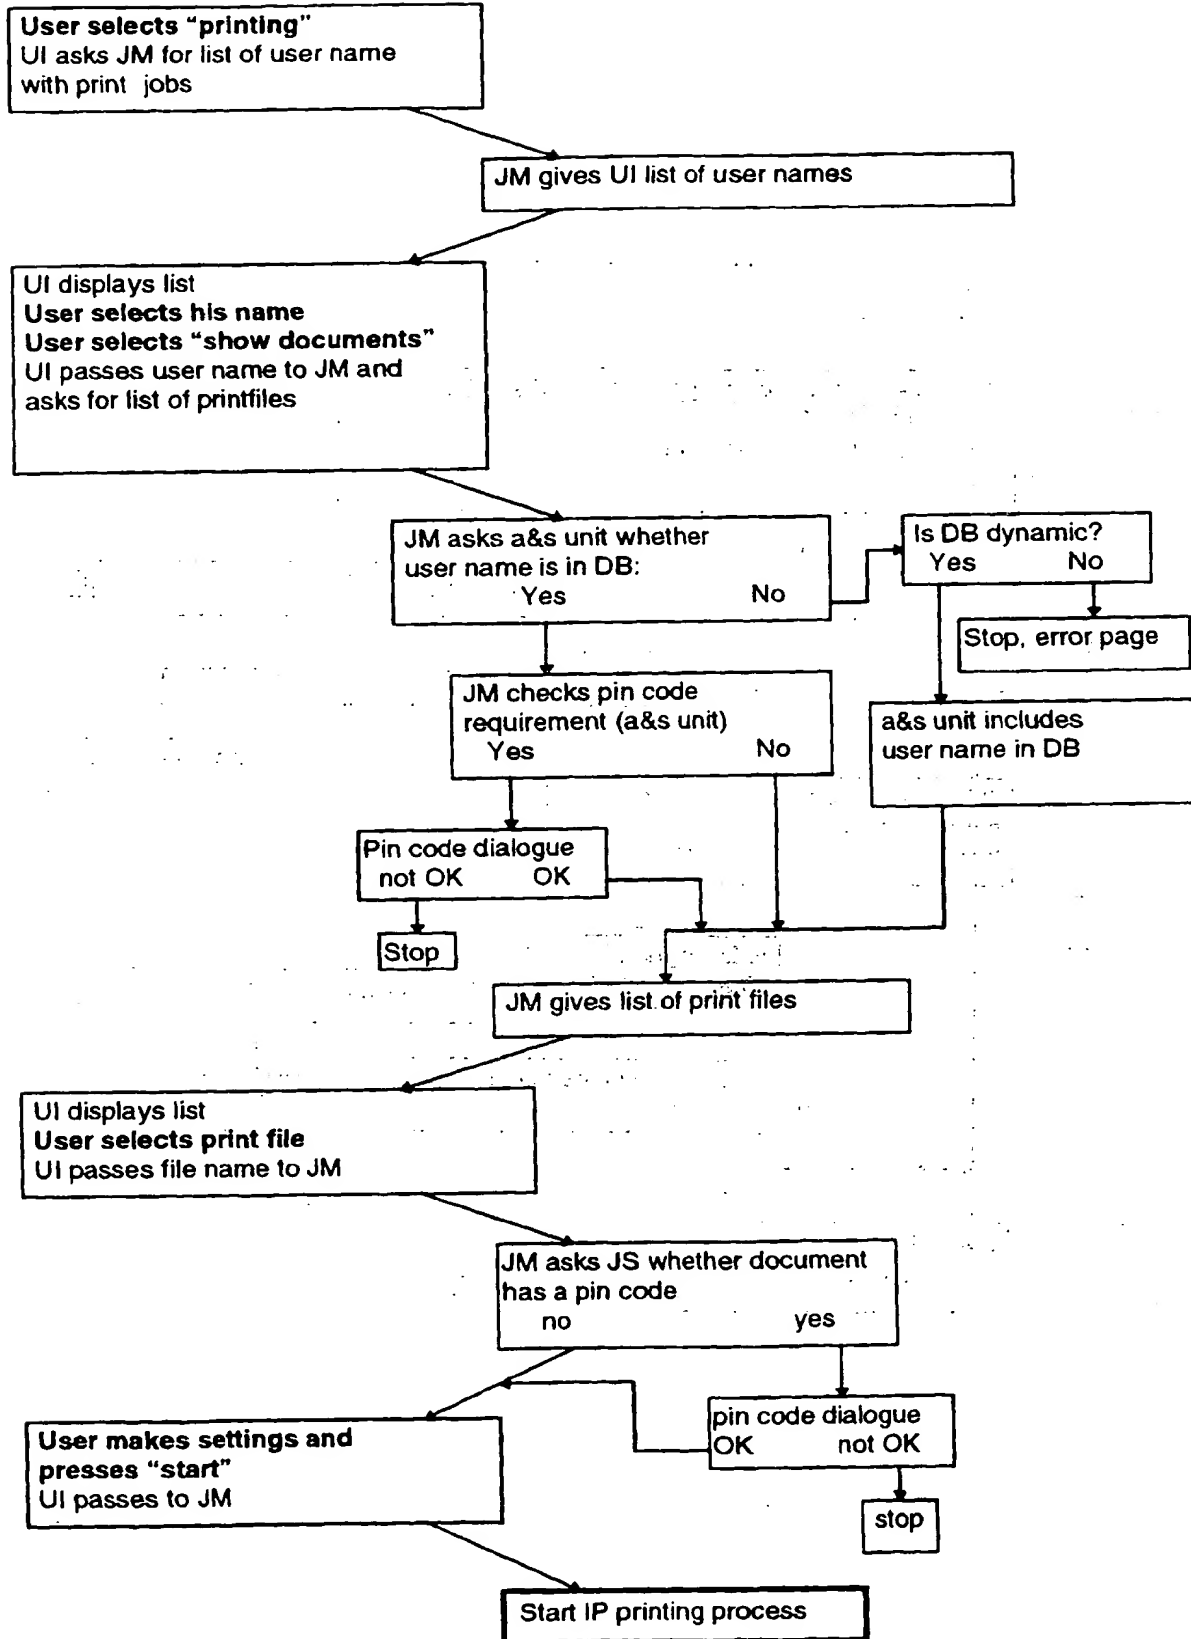 User selects “printing”
UI asks JM for list of user name
with print jobs
JM gives UI list of user names
UI displays list
User selects his name
User selects “show documents”
UI passes user name to JM and
asks for list of printfiles
JM asks a&s unit whether
user name is in DB:
Yes No
Is DB dynamic?
Yes No
Stop, error page
JM checks pin code
requirement (a&s unit)
Yes No
a&s unit includes
user name in DB
Pin code dialogue
not OK OK
Stop
JM gives list of print files
UI displays list
User selects print file
UI passes file name to JM
JM asks JS whether document
has a pin code
no yes
pin code dialogue
OK not OK
User makes settings and
presses “start”
UI passes to JM
stop
Start IP printing process